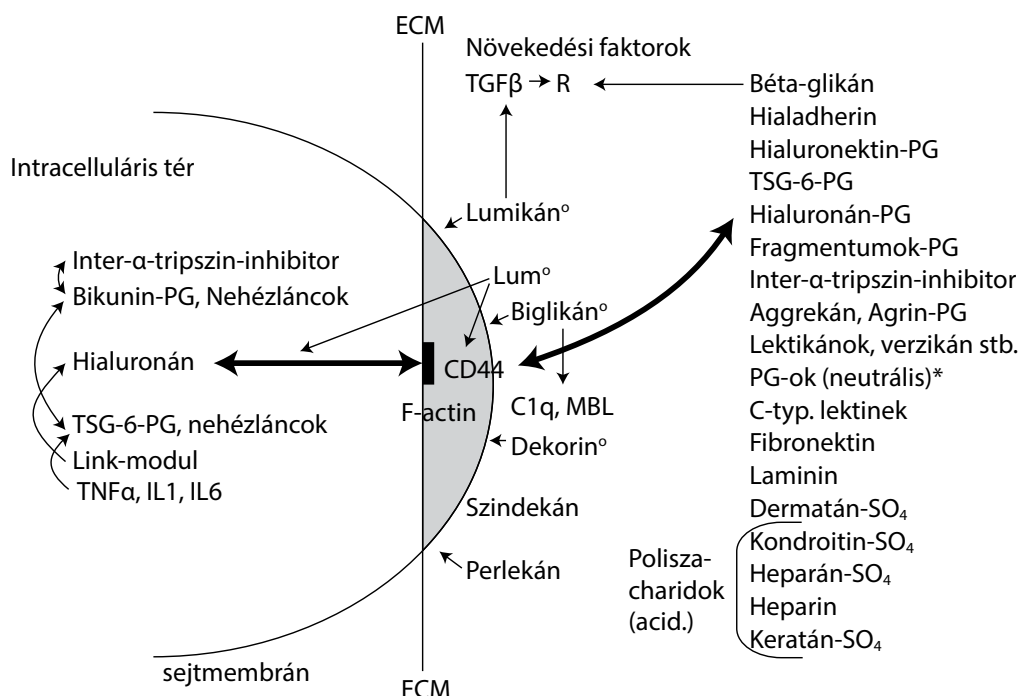 ECM
Növekedési faktorok
TGFβ → R
Intracelluláris tér
Lumikánº
Inter-α-tripszin-inhibitor
Bikunin-PG, Nehézláncok
Lumº
Biglikánº
Hialuronán
CD44
F-actin
C1q, MBL
TSG-6-PG, nehézláncok
Dekorinº
Link-modul
TNFα, IL1, IL6
Szindekán
Perlekán
sejtmembrán
ECM
Béta-glikán
Hialadherin
Hialuronektin-PG
TSG-6-PG
Hialuronán-PG
Fragmentumok-PG
Inter-α-tripszin-inhibitor
Aggrekán, Agrin-PG
Lektikánok, verzikán stb.
PG-ok (neutrális)*
C-typ. lektinek
Fibronektin
Laminin
Dermatán-SO₄
Kondroitin-SO₄
Heparán-SO₄
Heparin
Keratán-SO₄
Polisza-
charidok
(acid.)